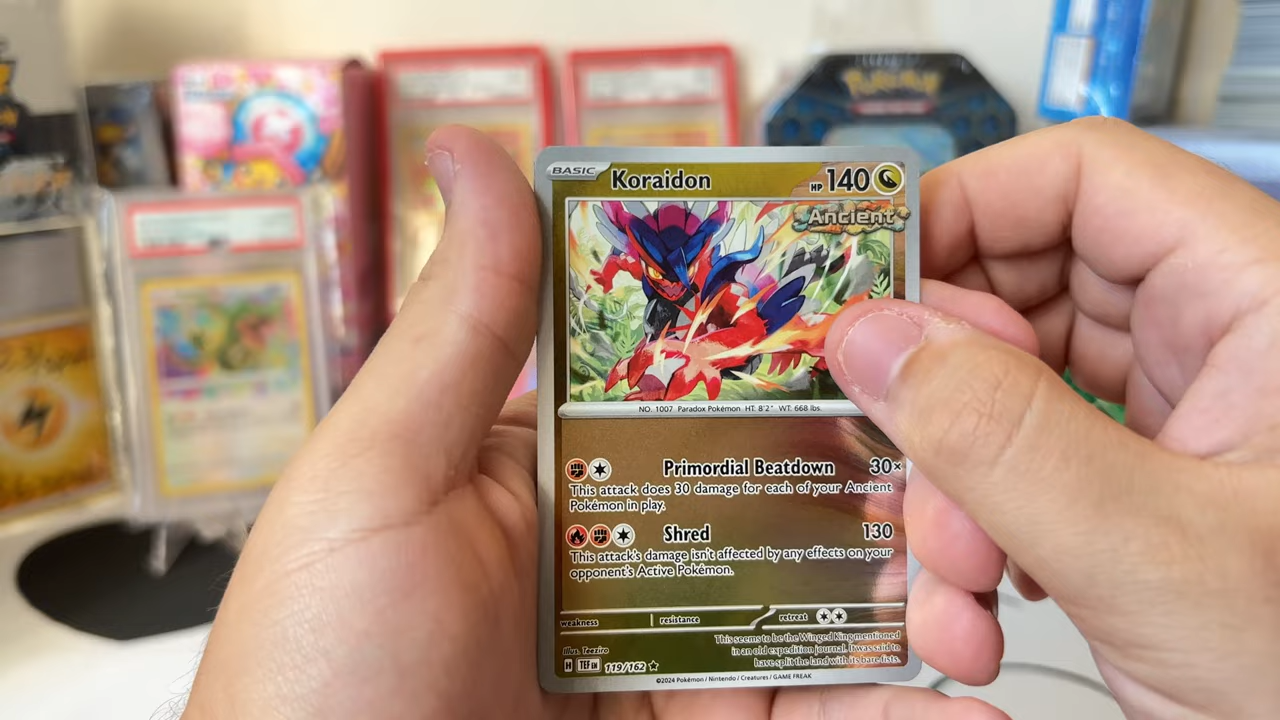 Pokémon
BASIC
Koraidon
HP 140
Ancient
NO. 1007 Paradox Pokémon HT: 8'2" WT: 668 lbs.
Primordial Beatdown 30×
This attack does 30 damage for each of your Ancient
Pokémon in play.
Shred 130
This attack's damage isn't affected by any effects on your
opponent's Active Pokémon.
weakness resistance retreat
This seems to be the Winged King mentioned
in an old expedition journal. It was said to
have split the land with its bare fists.
Illus. Teeziro
H TEF EN 119/162 ★
©2024 Pokémon / Nintendo / Creatures / GAME FREAK